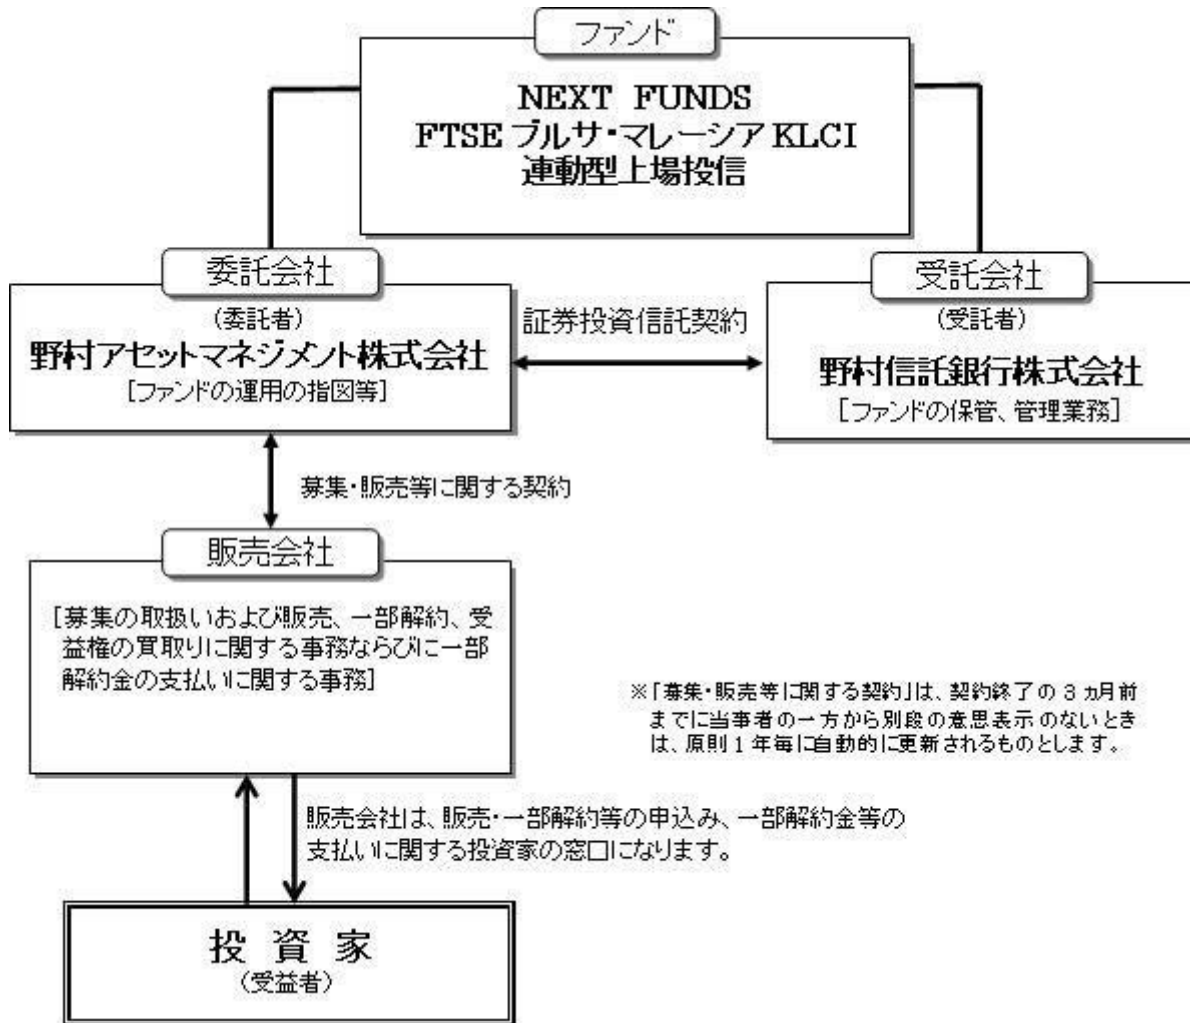 ファンド
NEXT FUNDS
FTSE ブルサ・マレーシア KLCI
連動型上場投信
委託会社
(委託者)
野村アセットマネジメント株式会社
[ファンドの運用の指図等]
証券投資信託契約
受託会社
(受託者)
野村信託銀行株式会社
[ファンドの保管、管理業務]
募集・販売等に関する契約
販売会社
[募集の取扱いおよび販売、一部解約、受
益権の買取りに関する事務ならびに一部
解約金の支払いに関する事務]
※「募集・販売等に関する契約」は、契約終了の3ヵ月前
までに当事者の一方から別段の意思表示のないとき
は、原則1年毎に自動的に更新されるものとします。
販売会社は、販売・一部解約等の申込み、一部解約金等の
支払いに関する投資家の窓口になります。
投 資 家
(受益者)